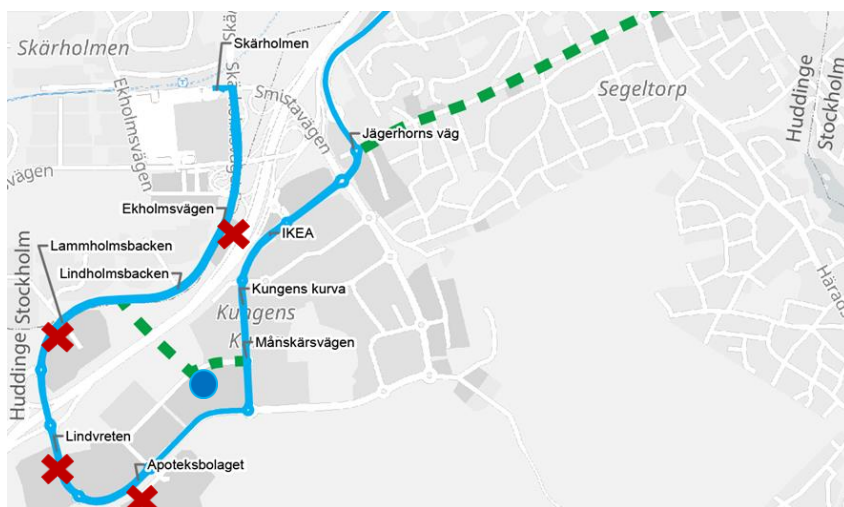 Skärholmen
Skärholmen
Ekholmsvägen
Smistavägen
Segeltorp
Huddinge
Stockholm
Jägerhorns väg
vägen
Ekholmsvägen
IKEA
Lammholmsbacken
Lindholmsbacken
Huddinge
Stockholm
Kungens kurva
Kungens
K
Månskärsvägen
Härads
Lindvreten
Apoteksbolaget